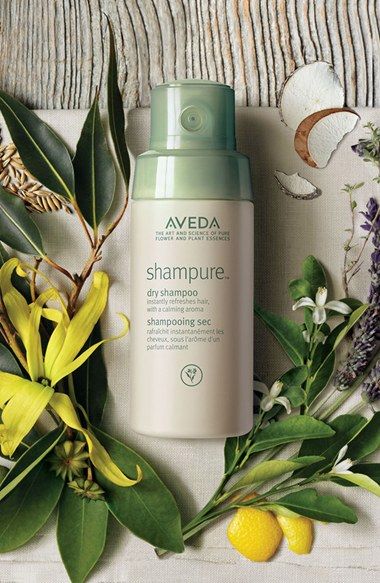 AVEDA
THE ART AND SCIENCE OF PURE
FLOWER AND PLANT ESSENCES
shampure™
dry shampoo
instantly refreshes hair,
with a calming aroma
shampooing sec
rafraîchit instantanément les
cheveux, sous l'arôme d'un
parfum calmant